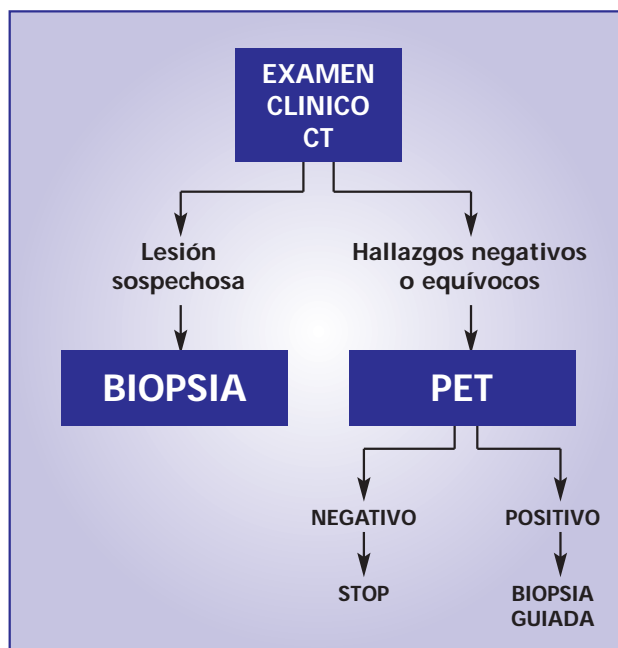 EXAMEN
CLINICO
CT
Lesión
sospechosa
Hallazgos negativos
o equívocos
BIOPSIA
PET
NEGATIVO
POSITIVO
STOP
BIOPSIA
GUIADA